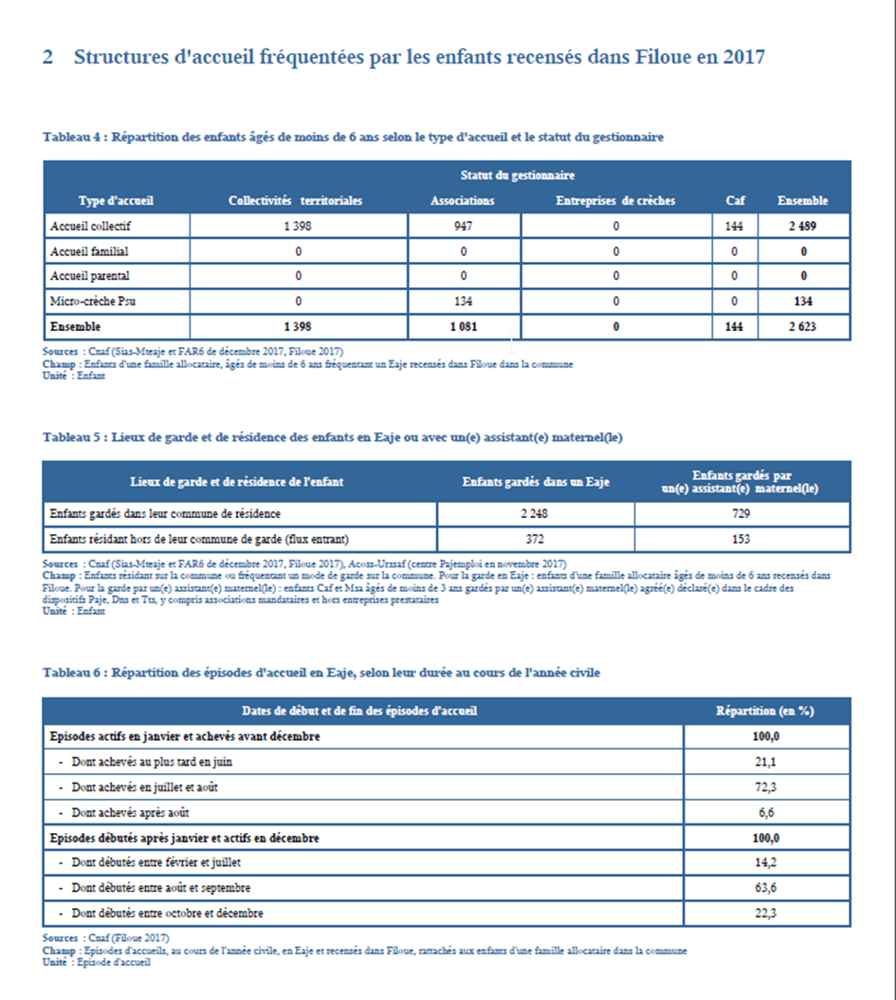 2 Structures d'accueil fréquentées par les enfants recensés dans Filoue en 2017
Tableau 4 : Répartition des enfants âgés de moins de 6 ans selon le type d'accueil et le statut du gestionnaire
Statut du gestionnaire
Type d'accueil Collectivités territoriales Associations Entreprises de crèches Caf Ensemble
Accueil collectif 1 398 947 0 144 2 489
Accueil familial 0 0 0 0 0
Accueil parental 0 0 0 0 0
Micro-crèche Psu 0 134 0 0 134
Ensemble 1 398 1 081 0 144 2 623
Sources : Cnaf (Sias-Mteaje et FAR6 de décembre 2017, Filoue 2017)
Champ : Enfants d'une famille allocataire, âgés de moins de 6 ans fréquentant un Eaje recensés dans Filoue dans la commune
Unité : Enfant
Tableau 5 : Lieux de garde et de résidence des enfants en Eaje ou avec un(e) assistant(e) maternel(le)
Lieux de garde et de résidence de l'enfant Enfants gardés dans un Eaje Enfants gardés par
un(e) assistant(e) maternel(le)
Enfants gardés dans leur commune de résidence 2 248 729
Enfants résidant hors de leur commune de garde (flux entrant) 372 153
Sources : Cnaf (Sias-Mteaje et FAR6 de décembre 2017, Filoue 2017), Acoss-Urssaf (centre Pajemploi en novembre 2017)
Champ : Enfants résidant sur la commune ou fréquentant un mode de garde sur la commune. Pour la garde en Eaje : enfants d'une famille allocataire âgés de moins de 6 ans recensés dans
Filoue. Pour la garde par un(e) assistant(e) maternel(le) : enfants Caf et Msa âgés de moins de 3 ans gardés par un(e) assistant(e) maternel(le) agréé(e) déclaré(e) dans le cadre des
dispositifs Paje, Dns et Tts, y compris associations mandataires et hors entreprises prestataires
Unité : Enfant
Tableau 6 : Répartition des épisodes d'accueil en Eaje, selon leur durée au cours de l'année civile
Dates de début et de fin des épisodes d'accueil Répartition (en %)
Episodes actifs en janvier et achevés avant décembre 100,0
- Dont achevés au plus tard en juin 21,1
- Dont achevés en juillet et août 72,3
- Dont achevés après août 6,6
Episodes débutés après janvier et actifs en décembre 100,0
- Dont débutés entre février et juillet 14,2
- Dont débutés entre août et septembre 63,6
- Dont débutés entre octobre et décembre 22,3
Sources : Cnaf (Filoue 2017)
Champ : Episodes d'accueils, au cours de l'année civile, en Eaje et recensés dans Filoue, rattachés aux enfants d'une famille allocataire dans la commune
Unité : Episode d'accueil